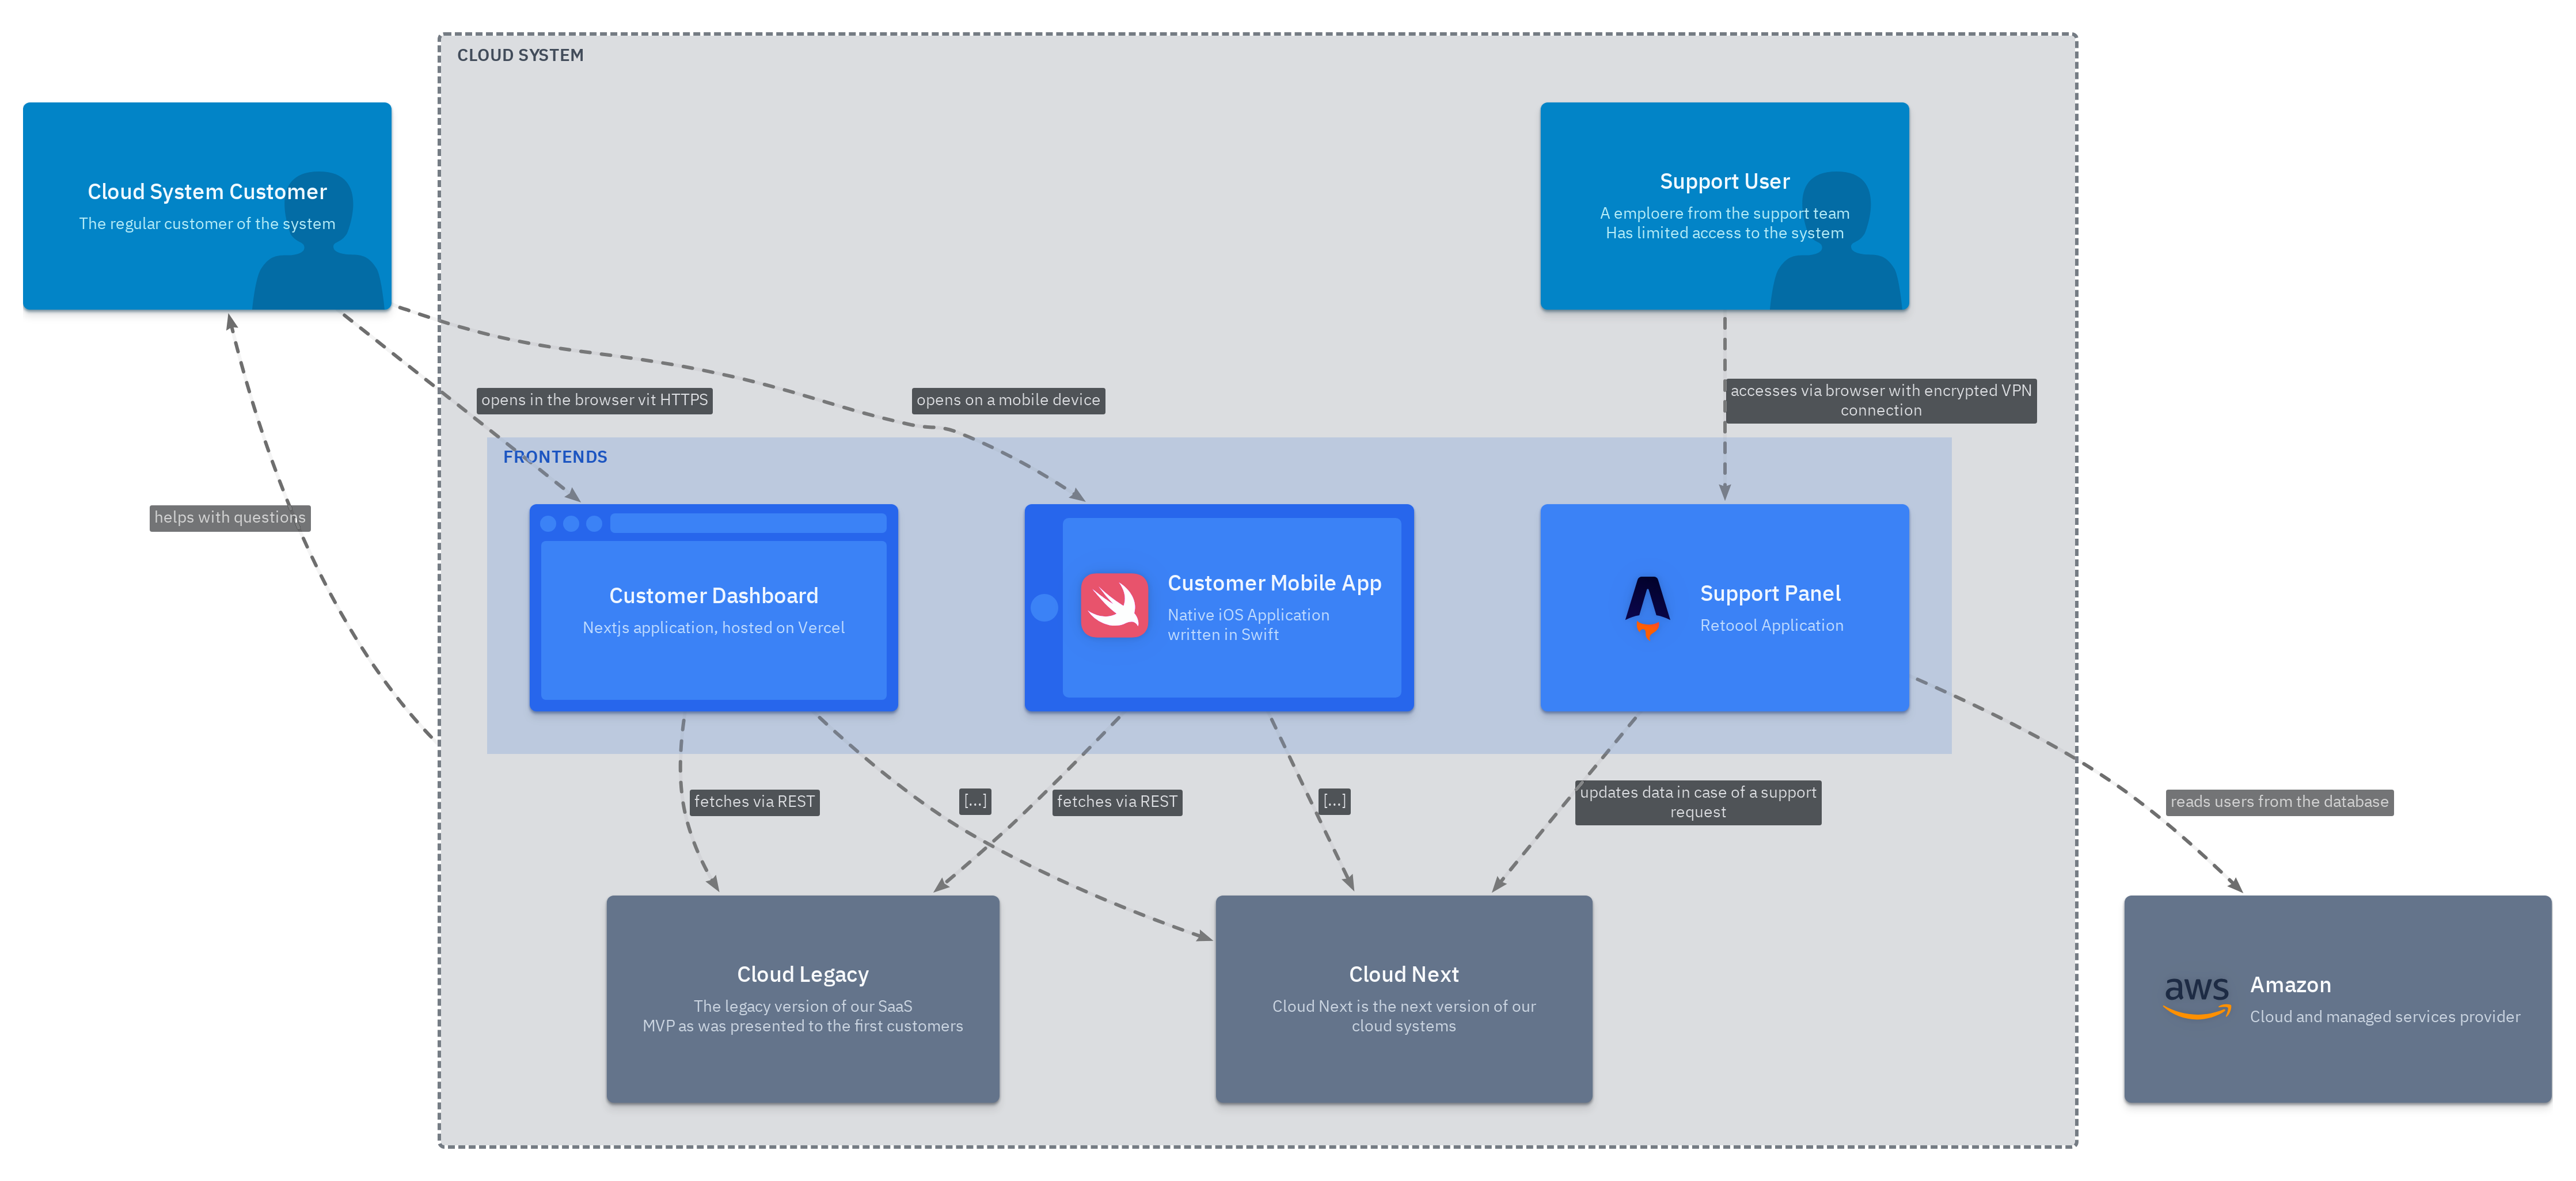 CLOUD SYSTEM
Cloud System Customer
The regular customer of the system
Support User
A emploere from the support team
Has limited access to the system
opens in the browser vit HTTPS
opens on a mobile device
accesses via browser with encrypted VPN
connection
FRONTENDS
helps with questions
Customer Dashboard
Nextjs application, hosted on Vercel
Customer Mobile App
Native iOS Application
written in Swift
Support Panel
Retoool Application
fetches via REST
[...]
fetches via REST
[...]
updates data in case of a support
request
reads users from the database
Cloud Legacy
The legacy version of our SaaS
MVP as was presented to the first customers
Cloud Next
Cloud Next is the next version of our
cloud systems
aws
Amazon
Cloud and managed services provider